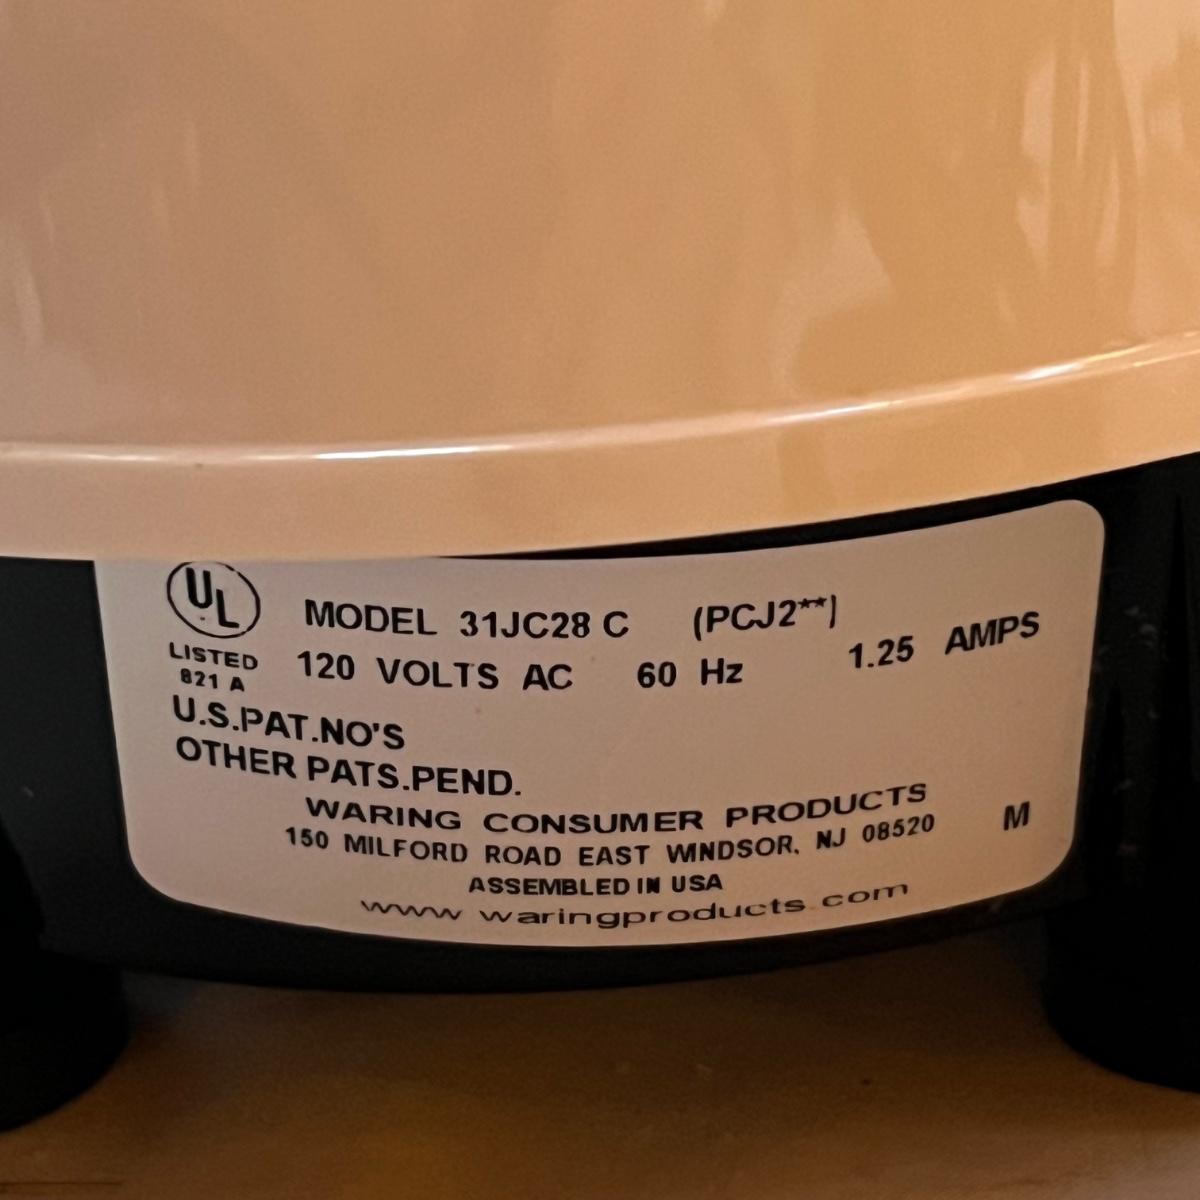 UL
LISTED
821 A
MODEL 31JC28 C (PCJ2**)
120 VOLTS AC 60 Hz 1.25 AMPS
U.S.PAT.NO'S
OTHER PATS.PEND.
WARING CONSUMER PRODUCTS
150 MILFORD ROAD EAST WINDSOR, NJ 08520 M
ASSEMBLED IN USA
www waringproducts.com